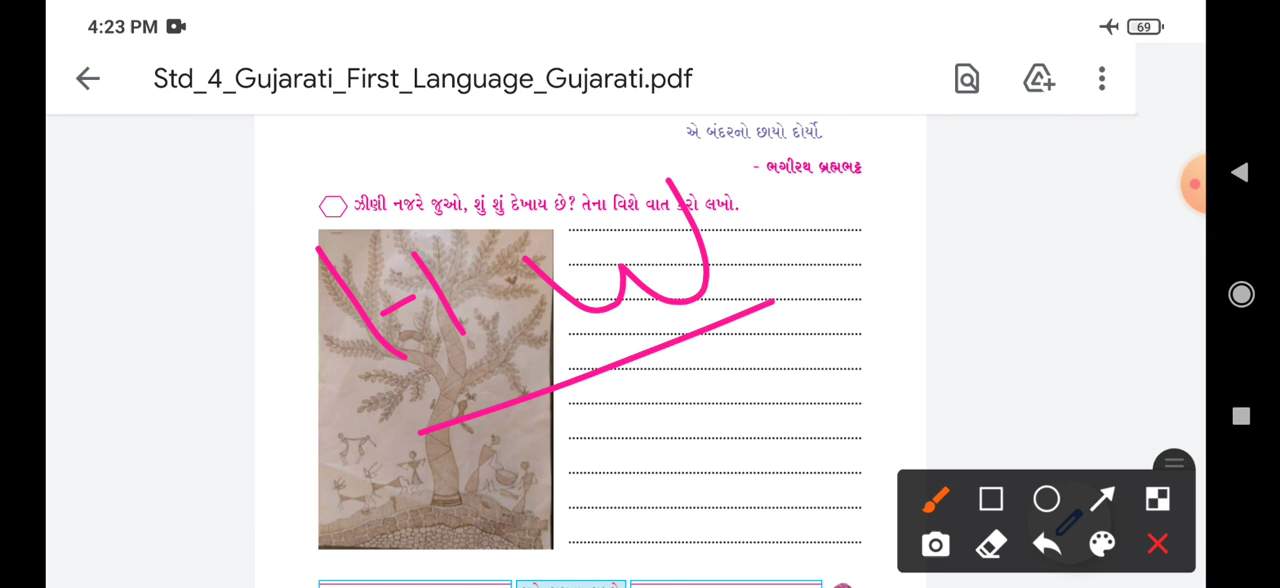 4:23 PM
69
Std_4_Gujarati_First_Language_Gujarati.pdf
એ બંદરનો છાયો દોર્યો.
- ભગીરથ બ્રહ્મભટ્ટ
ઝીણી નજરે જુઓ, શું શું દેખાય છે? તેના વિશે વાત કરો લખો.